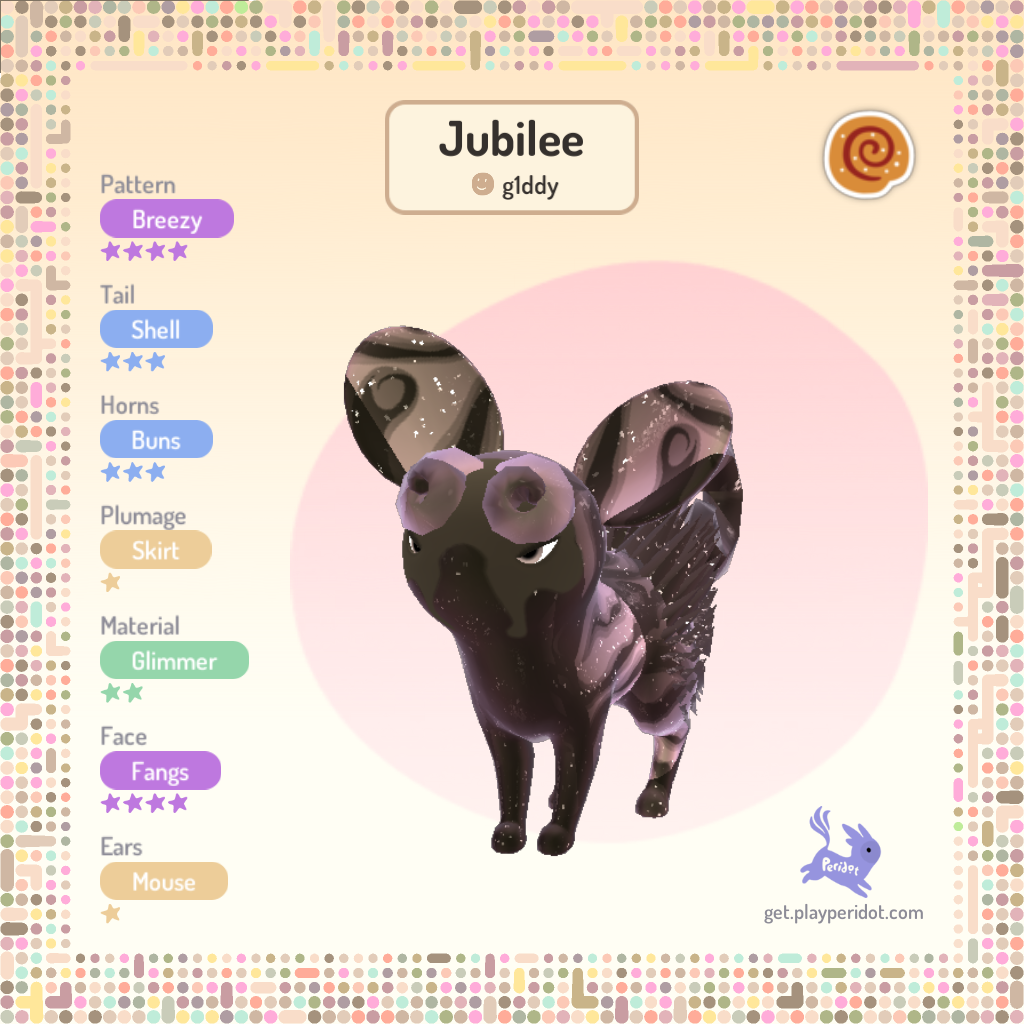 Jubilee
g1ddy
Pattern
Breezy
Tail
Shell
Horns
Buns
Plumage
Skirt
Material
Glimmer
Face
Fangs
Ears
Mouse
Peridot
get.playperidot.com